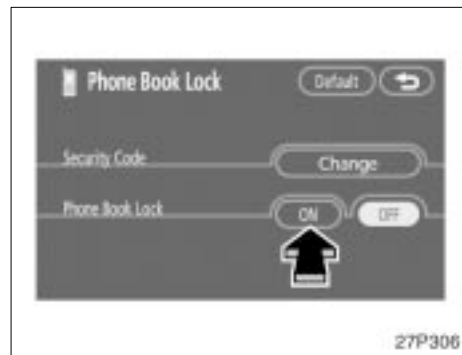 Phone Book Lock Default
Security Code Change
Phone Book Lock ON OFF
27P306